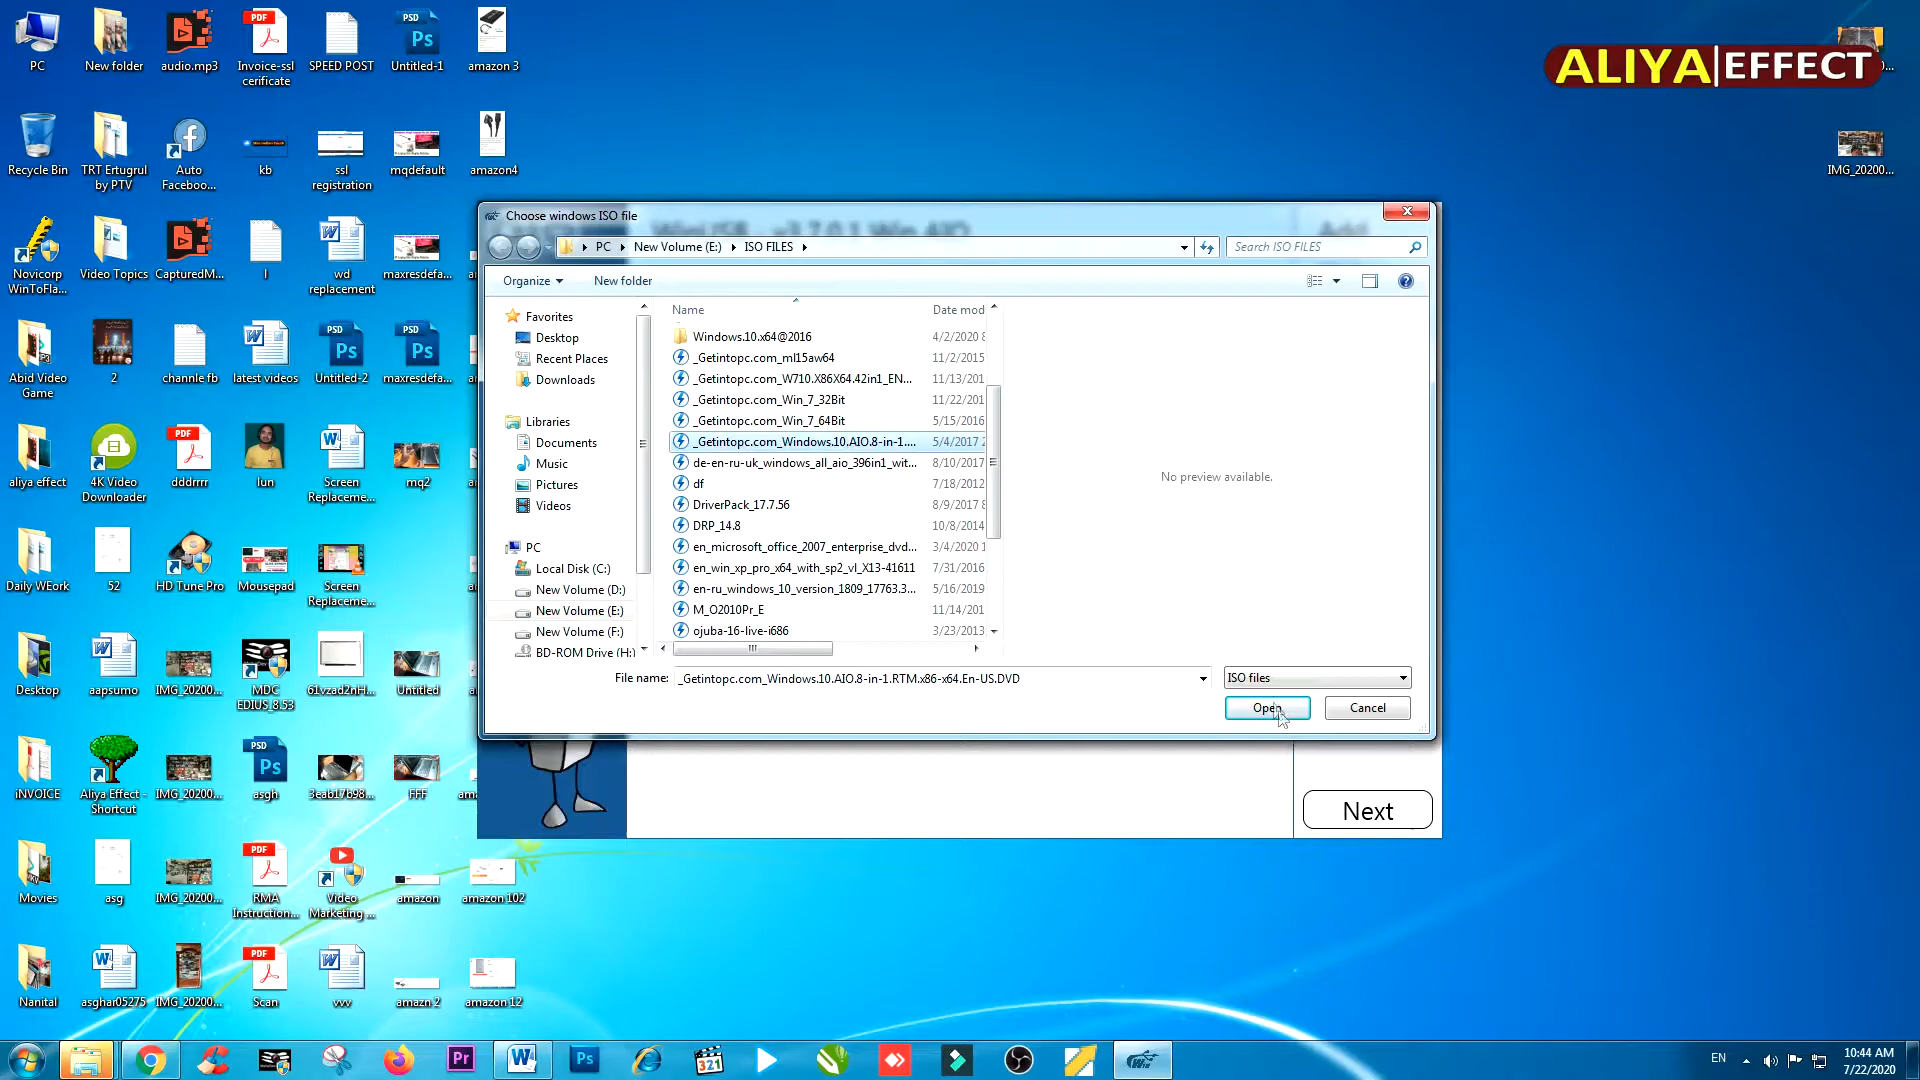 PC
New folder
audio.mp3
Invoice-ssl
cerificate
SPEED POST
Untitled-1
amazon 3
ALIYA|EFFECT
Recycle Bin
TRT Ertugrul
by PTV
Auto
Faceboo...
kb
ssl
registration
mqdefault
amazon4
IMG_20200...
Novicorp
WinToFla...
Video Topics
CapturedM...
l
wd
replacement
maxresdefa...
Abid Video
Game
2
channle fb
latest videos
Untitled-2
maxresdefa...
aliya effect
4K Video
Downloader
dddrrrr
lun
Screen
Replaceme...
mq2
Daily WEork
52
HD Tune Pro
Mousepad
Screen
Replaceme...
Desktop
aapsumo
IMG_20200...
MDC
EDIUS_8.53
61vzad2nH...
Untitled
iNVOICE
Aliya Effect -
Shortcut
IMG_20200...
asgh
3eab17b98...
FFF
Movies
asg
IMG_20200...
RMA
Instruction...
Video
Marketing ...
amazon
amazon 102
Nanital
asghar05275
IMG_20200...
Scan
vvv
amazn 2
amazon 12
Choose windows ISO file
PC
New Volume (E:)
ISO FILES
Search ISO FILES
Organize
New folder
Favorites
Desktop
Recent Places
Downloads
Libraries
Documents
Music
Pictures
Videos
PC
Local Disk (C:)
New Volume (D:)
New Volume (E:)
New Volume (F:)
BD-ROM Drive (H:)
Name
Date mod
Windows.10.x64@2016
4/2/2020 8
_Getintopc.com_ml15aw64
11/2/2015
_Getintopc.com_W710.X86X64.42in1_EN...
11/13/201
_Getintopc.com_Win_7_32Bit
11/22/201
_Getintopc.com_Win_7_64Bit
5/15/2016
_Getintopc.com_Windows.10.AIO.8-in-1....
5/4/2017 2
de-en-ru-uk_windows_all_aio_396in1_wit...
8/10/2017
df
7/18/2012
DriverPack_17.7.56
8/9/2017 8
DRP_14.8
10/8/2014
en_microsoft_office_2007_enterprise_dvd...
3/4/2020 1
en_win_xp_pro_x64_with_sp2_vl_X13-41611
7/31/2016
en-ru_windows_10_version_1809_17763.3...
5/16/2019
M_O2010Pr_E
11/14/201
ojuba-16-live-i686
3/23/2013
No preview available.
File name:
_Getintopc.com_Windows.10.AIO.8-in-1.RTM.x86-x64.En-US.DVD
ISO files
Open
Cancel
Next
EN
10:44 AM
7/22/2020